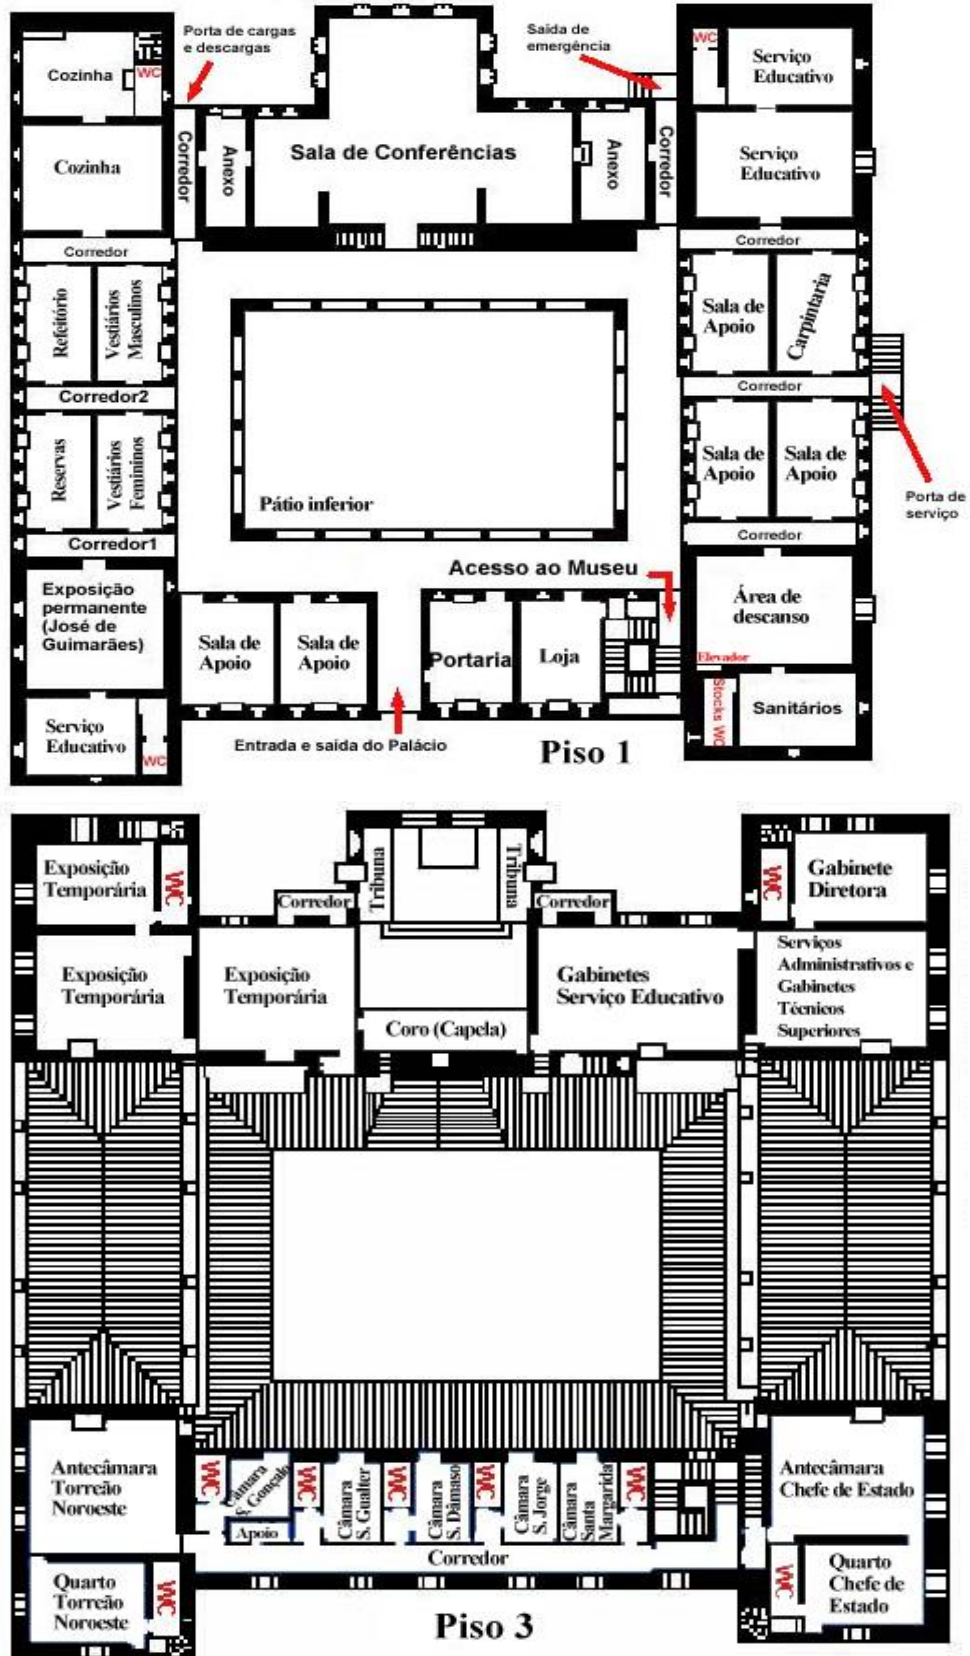 Porta de cargas
e descargas
Saída de
emergência
Cozinha
WC
WC
Serviço
Educativo
Cozinha
Corredor
Anexo
Sala de Conferências
Anexo
Corredor
Serviço
Educativo
Corredor
Corredor
Refeitório
Vestiários
Masculinos
Sala de
Apoio
Carpintaria
Corredor2
Corredor
Reservas
Vestiários
Femininos
Sala de
Apoio
Sala de
Apoio
Porta de
serviço
Pátio inferior
Corredor1
Corredor
Acesso ao Museu
Exposição
permanente
(José de
Guimarães)
Sala de
Apoio
Sala de
Apoio
Portaria
Loja
Área de
descanso
Elevador
Stocks WC
Sanitários
Serviço
Educativo
WC
Entrada e saída do Palácio
Piso 1
Exposição
Temporária
WC
Corredor
Tribuna
Tribuna
Corredor
WC
Gabinete
Diretora
Exposição
Temporária
Exposição
Temporária
Coro (Capela)
Gabinetes
Serviço Educativo
Serviços
Administrativos e
Gabinetes
Técnicos
Superiores
Antecâmara
Torreão
Noroeste
WC
Câmara
S. Gonçalo
Apoio
WC
Câmara
S. Gualter
WC
Câmara
S. Dâmaso
WC
Câmara
S. Jorge
Câmara
Santa
Margarida
WC
Antecâmara
Chefe de Estado
Corredor
Quarto
Torreão
Noroeste
WC
WC
Quarto
Chefe de
Estado
Piso 3